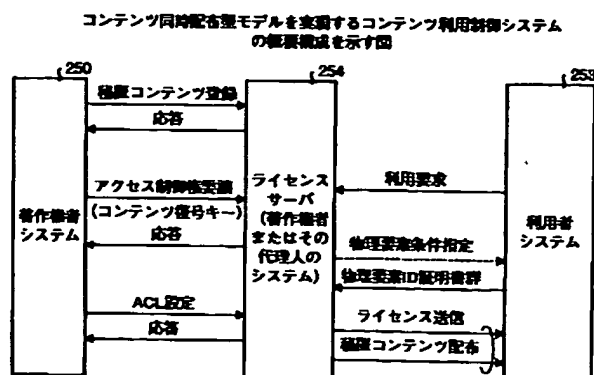 コンテンツ同時配布型モデルを実現するコンテンツ利用制御システム
の概要構成を示す図
250
254
253
秘匿コンテンツ登録
応答
アクセス制御権要求
(コンテンツ復号キー)
応答
ACL設定
応答
著作権者
システム
ライセンス
サーバ
(著作権者
またはその
代理人の
システム)
利用要求
物理要素条件指定
物理要素ID証明書群
ライセンス送信
秘匿コンテンツ配布
利用者
システム